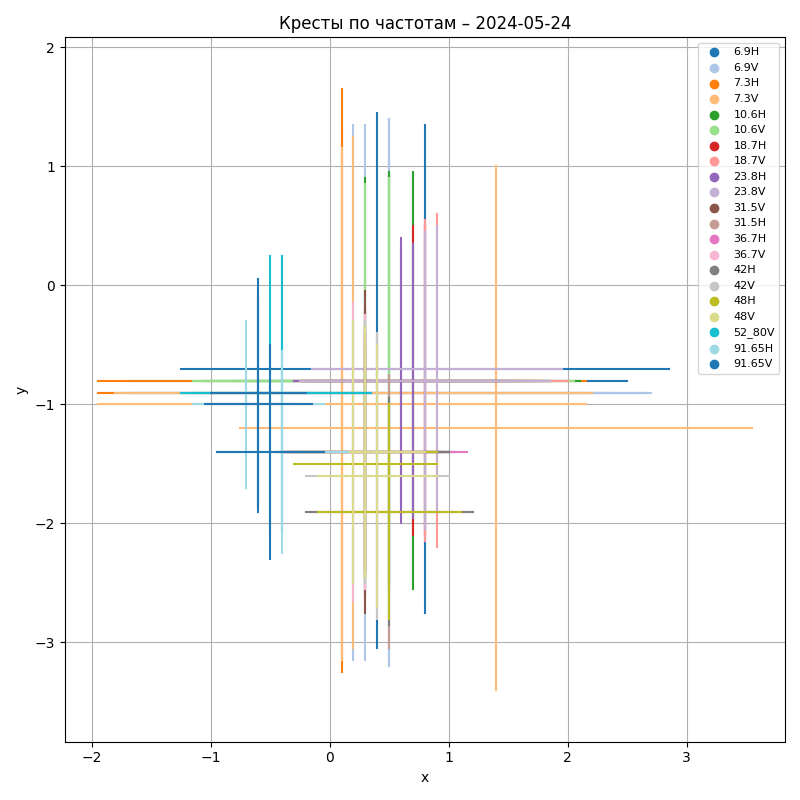 Кресты по частотам – 2024-05-24
6.9H
6.9V
7.3H
7.3V
10.6H
10.6V
18.7H
18.7V
23.8H
23.8V
31.5V
31.5H
36.7H
36.7V
42H
42V
48H
48V
52_80V
91.65H
91.65V
2
1
0
−1
−2
−3
y
−2 −1 0 1 2 3
x